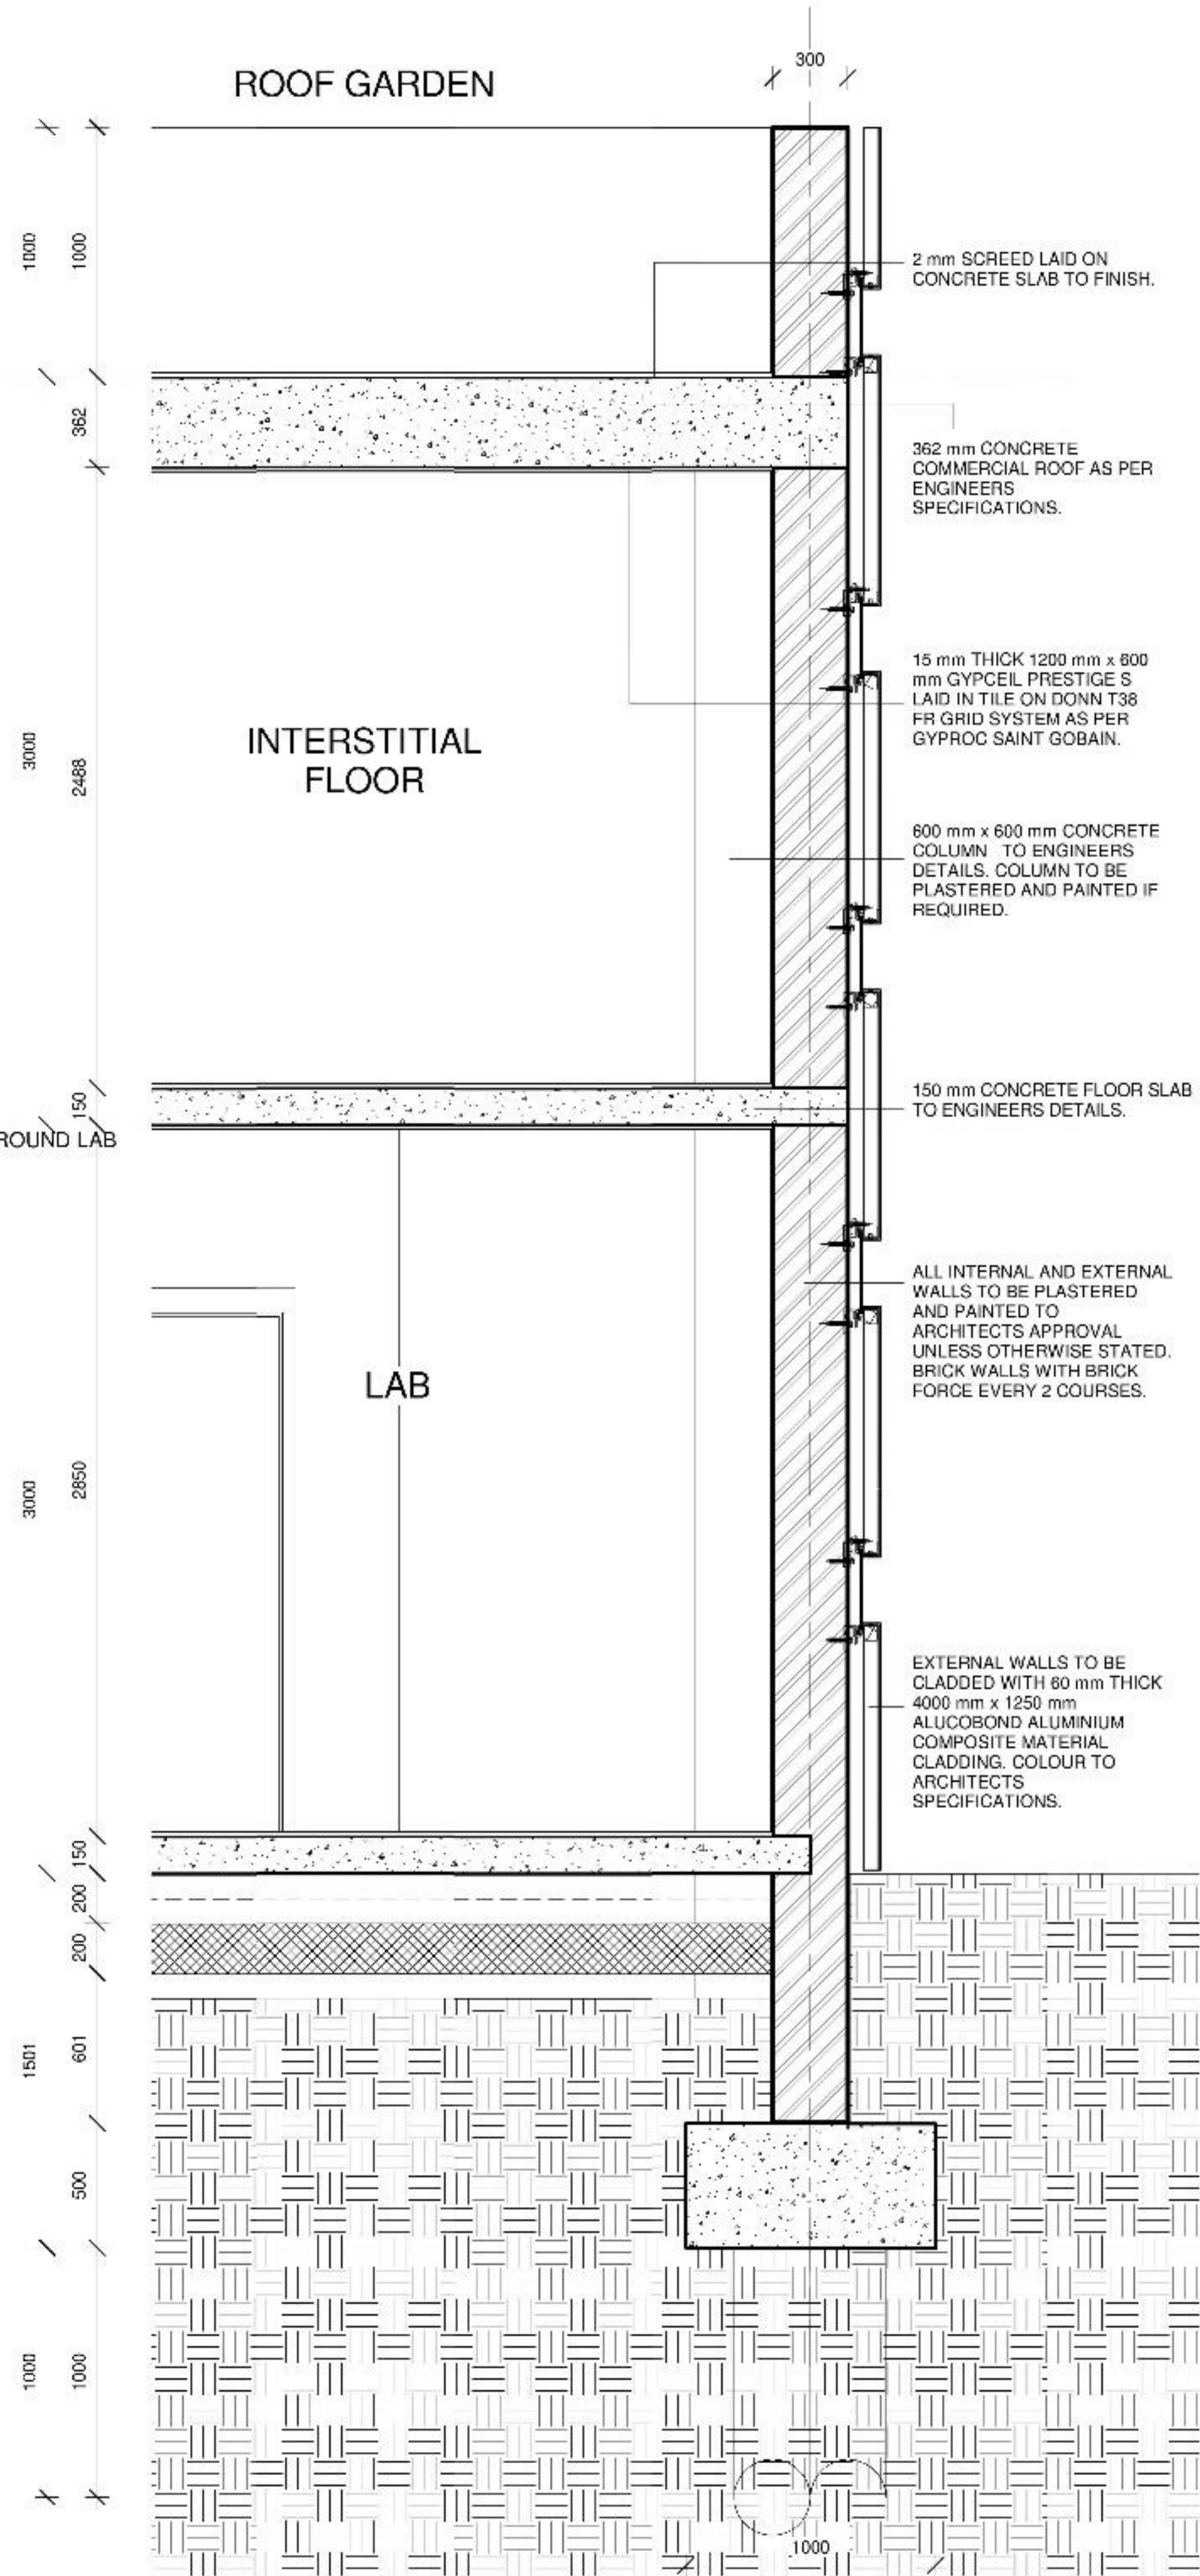 300
ROOF GARDEN
1000
1000
2 mm SCREED LAID ON
CONCRETE SLAB TO FINISH.
362
362 mm CONCRETE
COMMERCIAL ROOF AS PER
ENGINEERS
SPECIFICATIONS.
15 mm THICK 1200 mm x 600
mm GYPCEIL PRESTIGE S
LAID IN TILE ON DONN T38
FR GRID SYSTEM AS PER
GYPROC SAINT GOBAIN.
INTERSTITIAL
FLOOR
3000
2488
600 mm x 600 mm CONCRETE
COLUMN TO ENGINEERS
DETAILS. COLUMN TO BE
PLASTERED AND PAINTED IF
REQUIRED.
150
150 mm CONCRETE FLOOR SLAB
TO ENGINEERS DETAILS.
ROUND LAB
ALL INTERNAL AND EXTERNAL
WALLS TO BE PLASTERED
AND PAINTED TO
ARCHITECTS APPROVAL
UNLESS OTHERWISE STATED.
BRICK WALLS WITH BRICK
FORCE EVERY 2 COURSES.
LAB
3000
2850
EXTERNAL WALLS TO BE
CLADDED WITH 60 mm THICK
4000 mm x 1250 mm
ALUCOBOND ALUMINIUM
COMPOSITE MATERIAL
CLADDING. COLOUR TO
ARCHITECTS
SPECIFICATIONS.
150
200
200
1501
601
500
1000
1000
1000